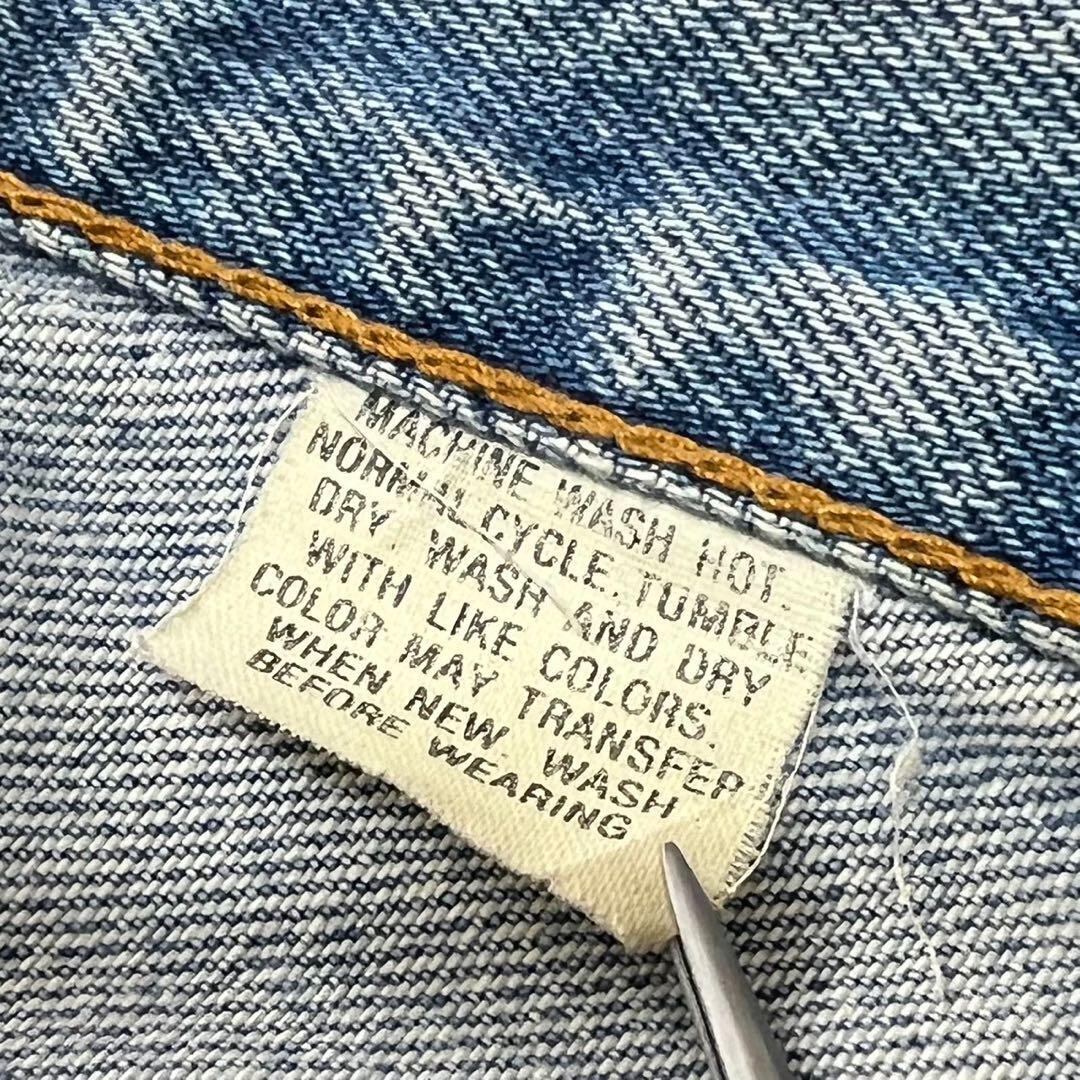 MACHINE WASH HOT.
NORMAL CYCLE. TUMBLE
DRY WASH AND DRY
WITH LIKE COLORS.
COLOR MAY TRANSFER
WHEN NEW. WASH
BEFORE WEARING